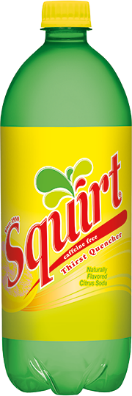 Squirt
caffeine free
Thirst Quencher
Naturally
Flavored
Citrus Soda